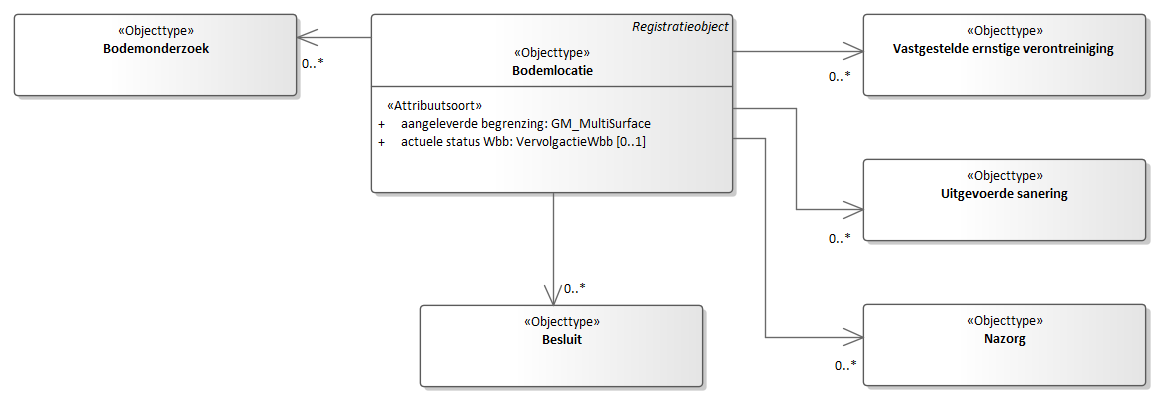 «Objecttype»
Bodemonderzoek
0..*
Registratieobject
«Objecttype»
Bodemlocatie
«Attribuutsoort»
+ aangeleverde begrenzing: GM_MultiSurface
+ actuele status Wbb: VervolgactieWbb [0..1]
«Objecttype»
Vastgestelde ernstige verontreiniging
0..*
«Objecttype»
Uitgevoerde sanering
0..*
0..*
«Objecttype»
Besluit
«Objecttype»
Nazorg
0..*